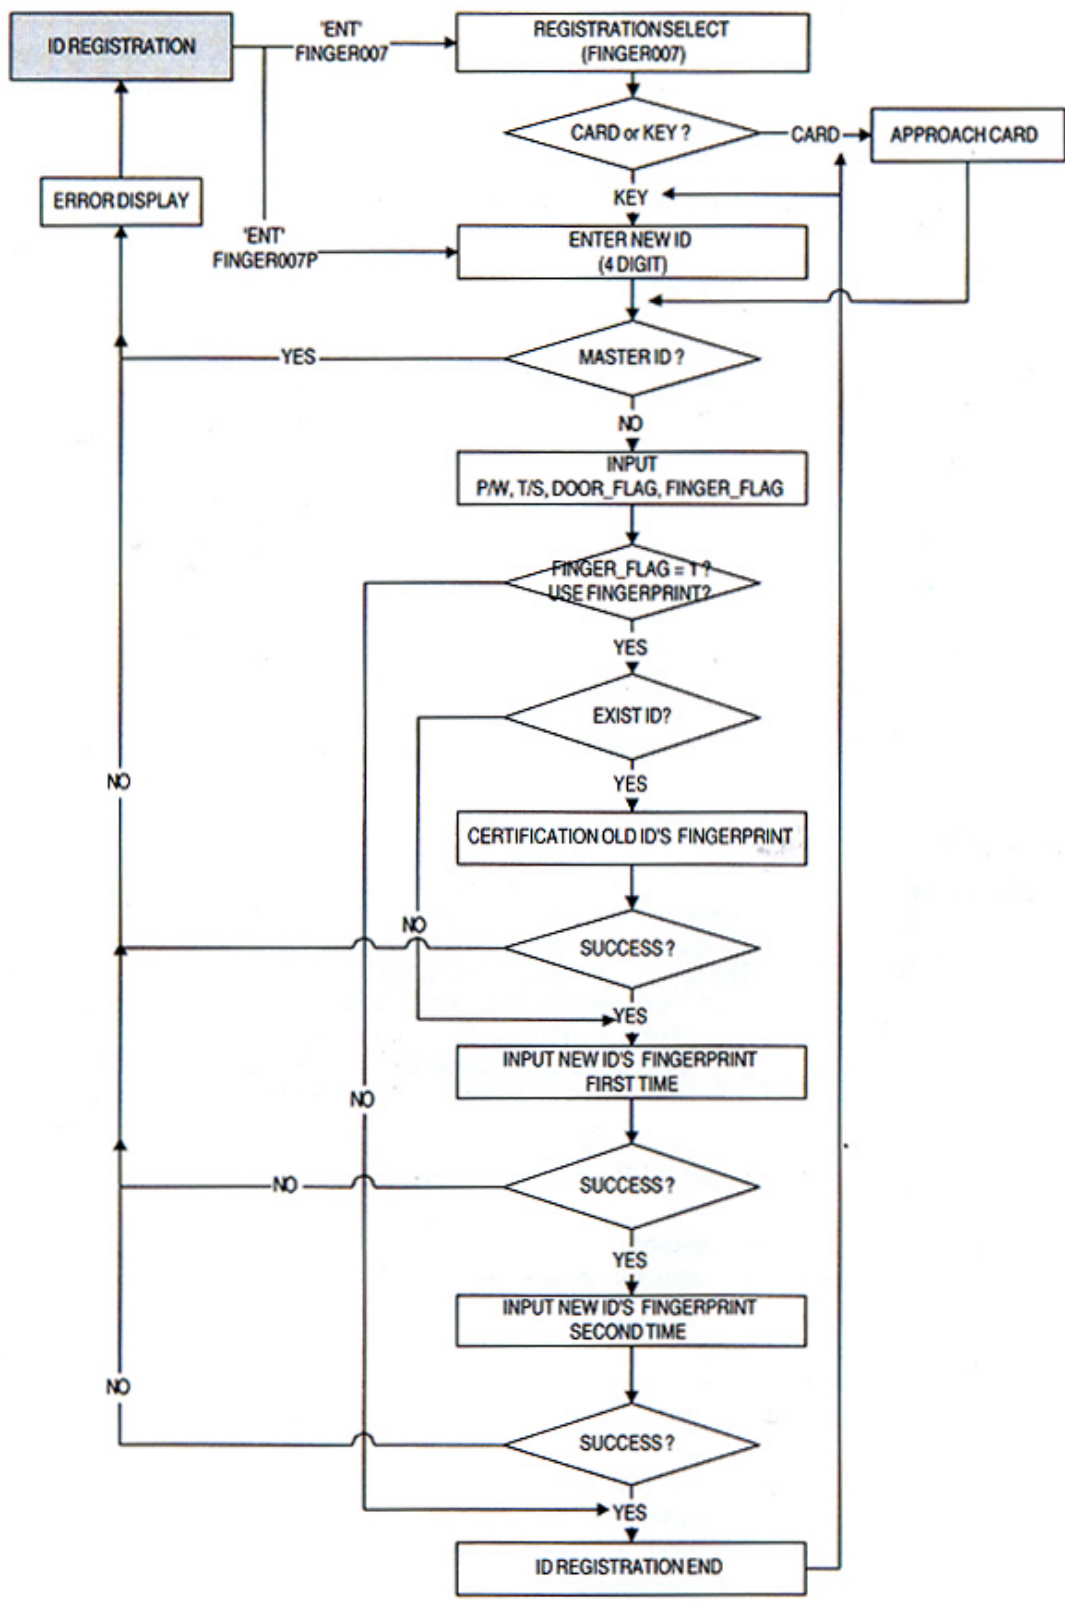 ID REGISTRATION
'ENT'
FINGER007
REGISTRATION SELECT
(FINGER007)
CARD or KEY ?
CARD
APPROACH CARD
KEY
ERROR DISPLAY
'ENT'
FINGER007P
ENTER NEW ID
(4 DIGIT)
MASTER ID ?
YES
NO
INPUT
P/W, T/S, DOOR_FLAG, FINGER_FLAG
FINGER_FLAG = 1 ?
USE FINGERPRINT?
YES
EXIST ID?
NO
YES
CERTIFICATION OLD ID'S FINGERPRINT
NO
SUCCESS ?
YES
INPUT NEW ID'S FINGERPRINT
FIRST TIME
NO
NO
SUCCESS ?
YES
INPUT NEW ID'S FINGERPRINT
SECOND TIME
NO
SUCCESS ?
YES
ID REGISTRATION END